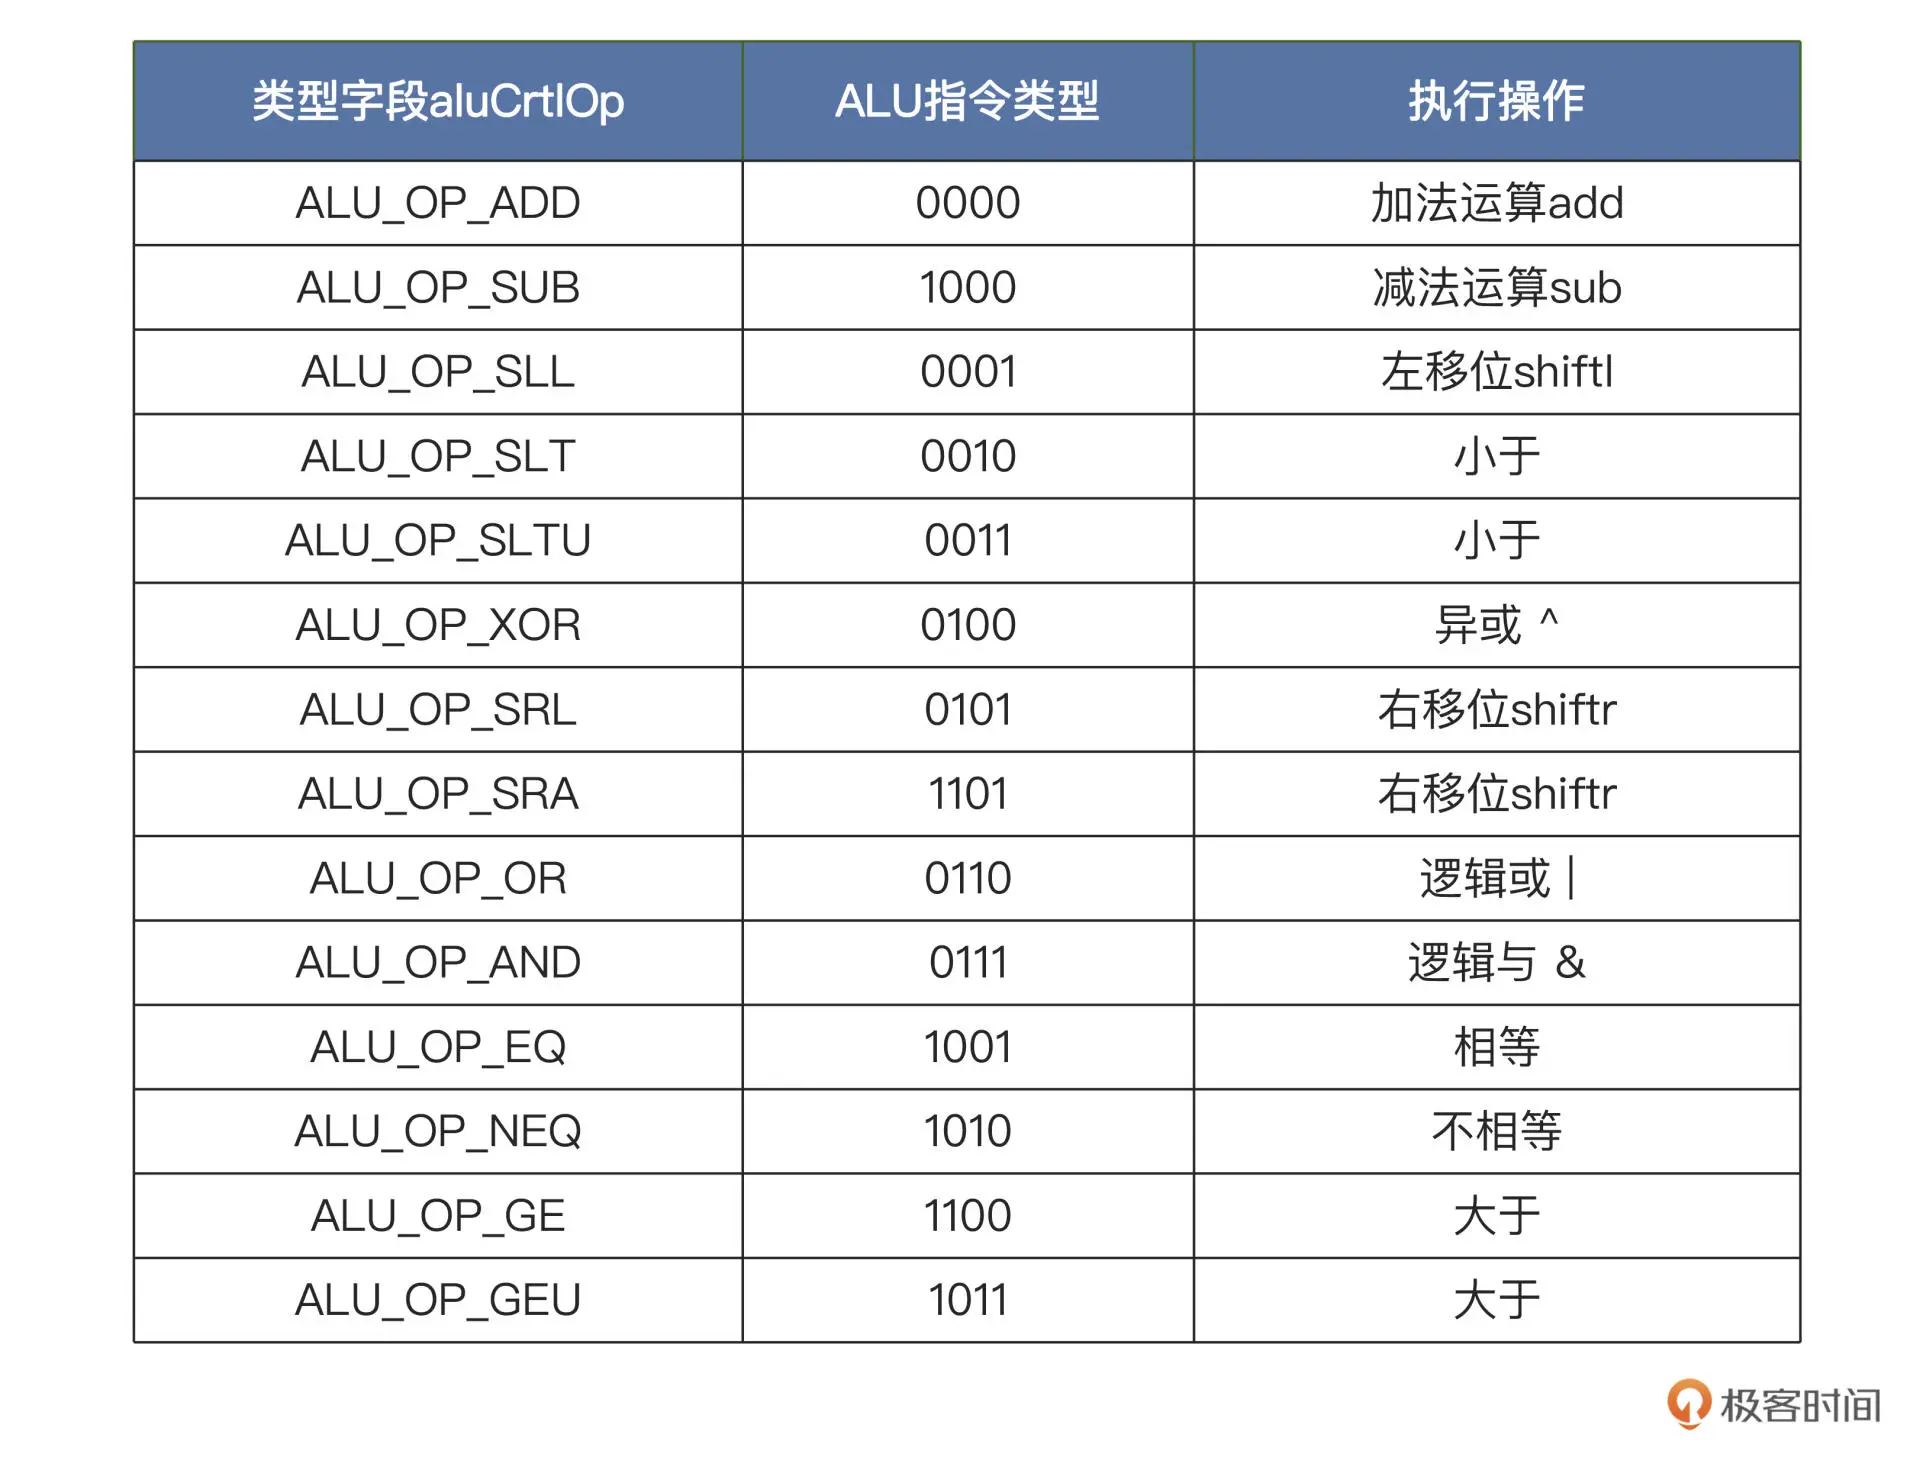 类型字段aluCrtlOp ALU指令类型 执行操作
ALU_OP_ADD 0000 加法运算add
ALU_OP_SUB 1000 减法运算sub
ALU_OP_SLL 0001 左移位shiftl
ALU_OP_SLT 0010 小于
ALU_OP_SLTU 0011 小于
ALU_OP_XOR 0100 异或 ^
ALU_OP_SRL 0101 右移位shiftr
ALU_OP_SRA 1101 右移位shiftr
ALU_OP_OR 0110 逻辑或 |
ALU_OP_AND 0111 逻辑与 &
ALU_OP_EQ 1001 相等
ALU_OP_NEQ 1010 不相等
ALU_OP_GE 1100 大于
ALU_OP_GEU 1011 大于
极客时间